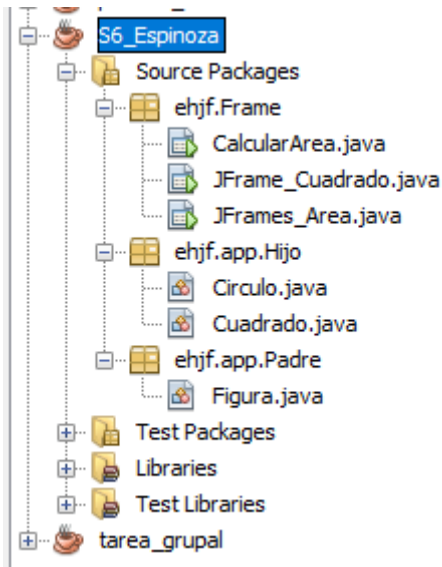 S6_Espinoza
Source Packages
ehjf.Frame
CalcularArea.java
JFrame_Cuadrado.java
JFrames_Area.java
ehjf.app.Hijo
Circulo.java
Cuadrado.java
ehjf.app.Padre
Figura.java
Test Packages
Libraries
Test Libraries
tarea_grupal